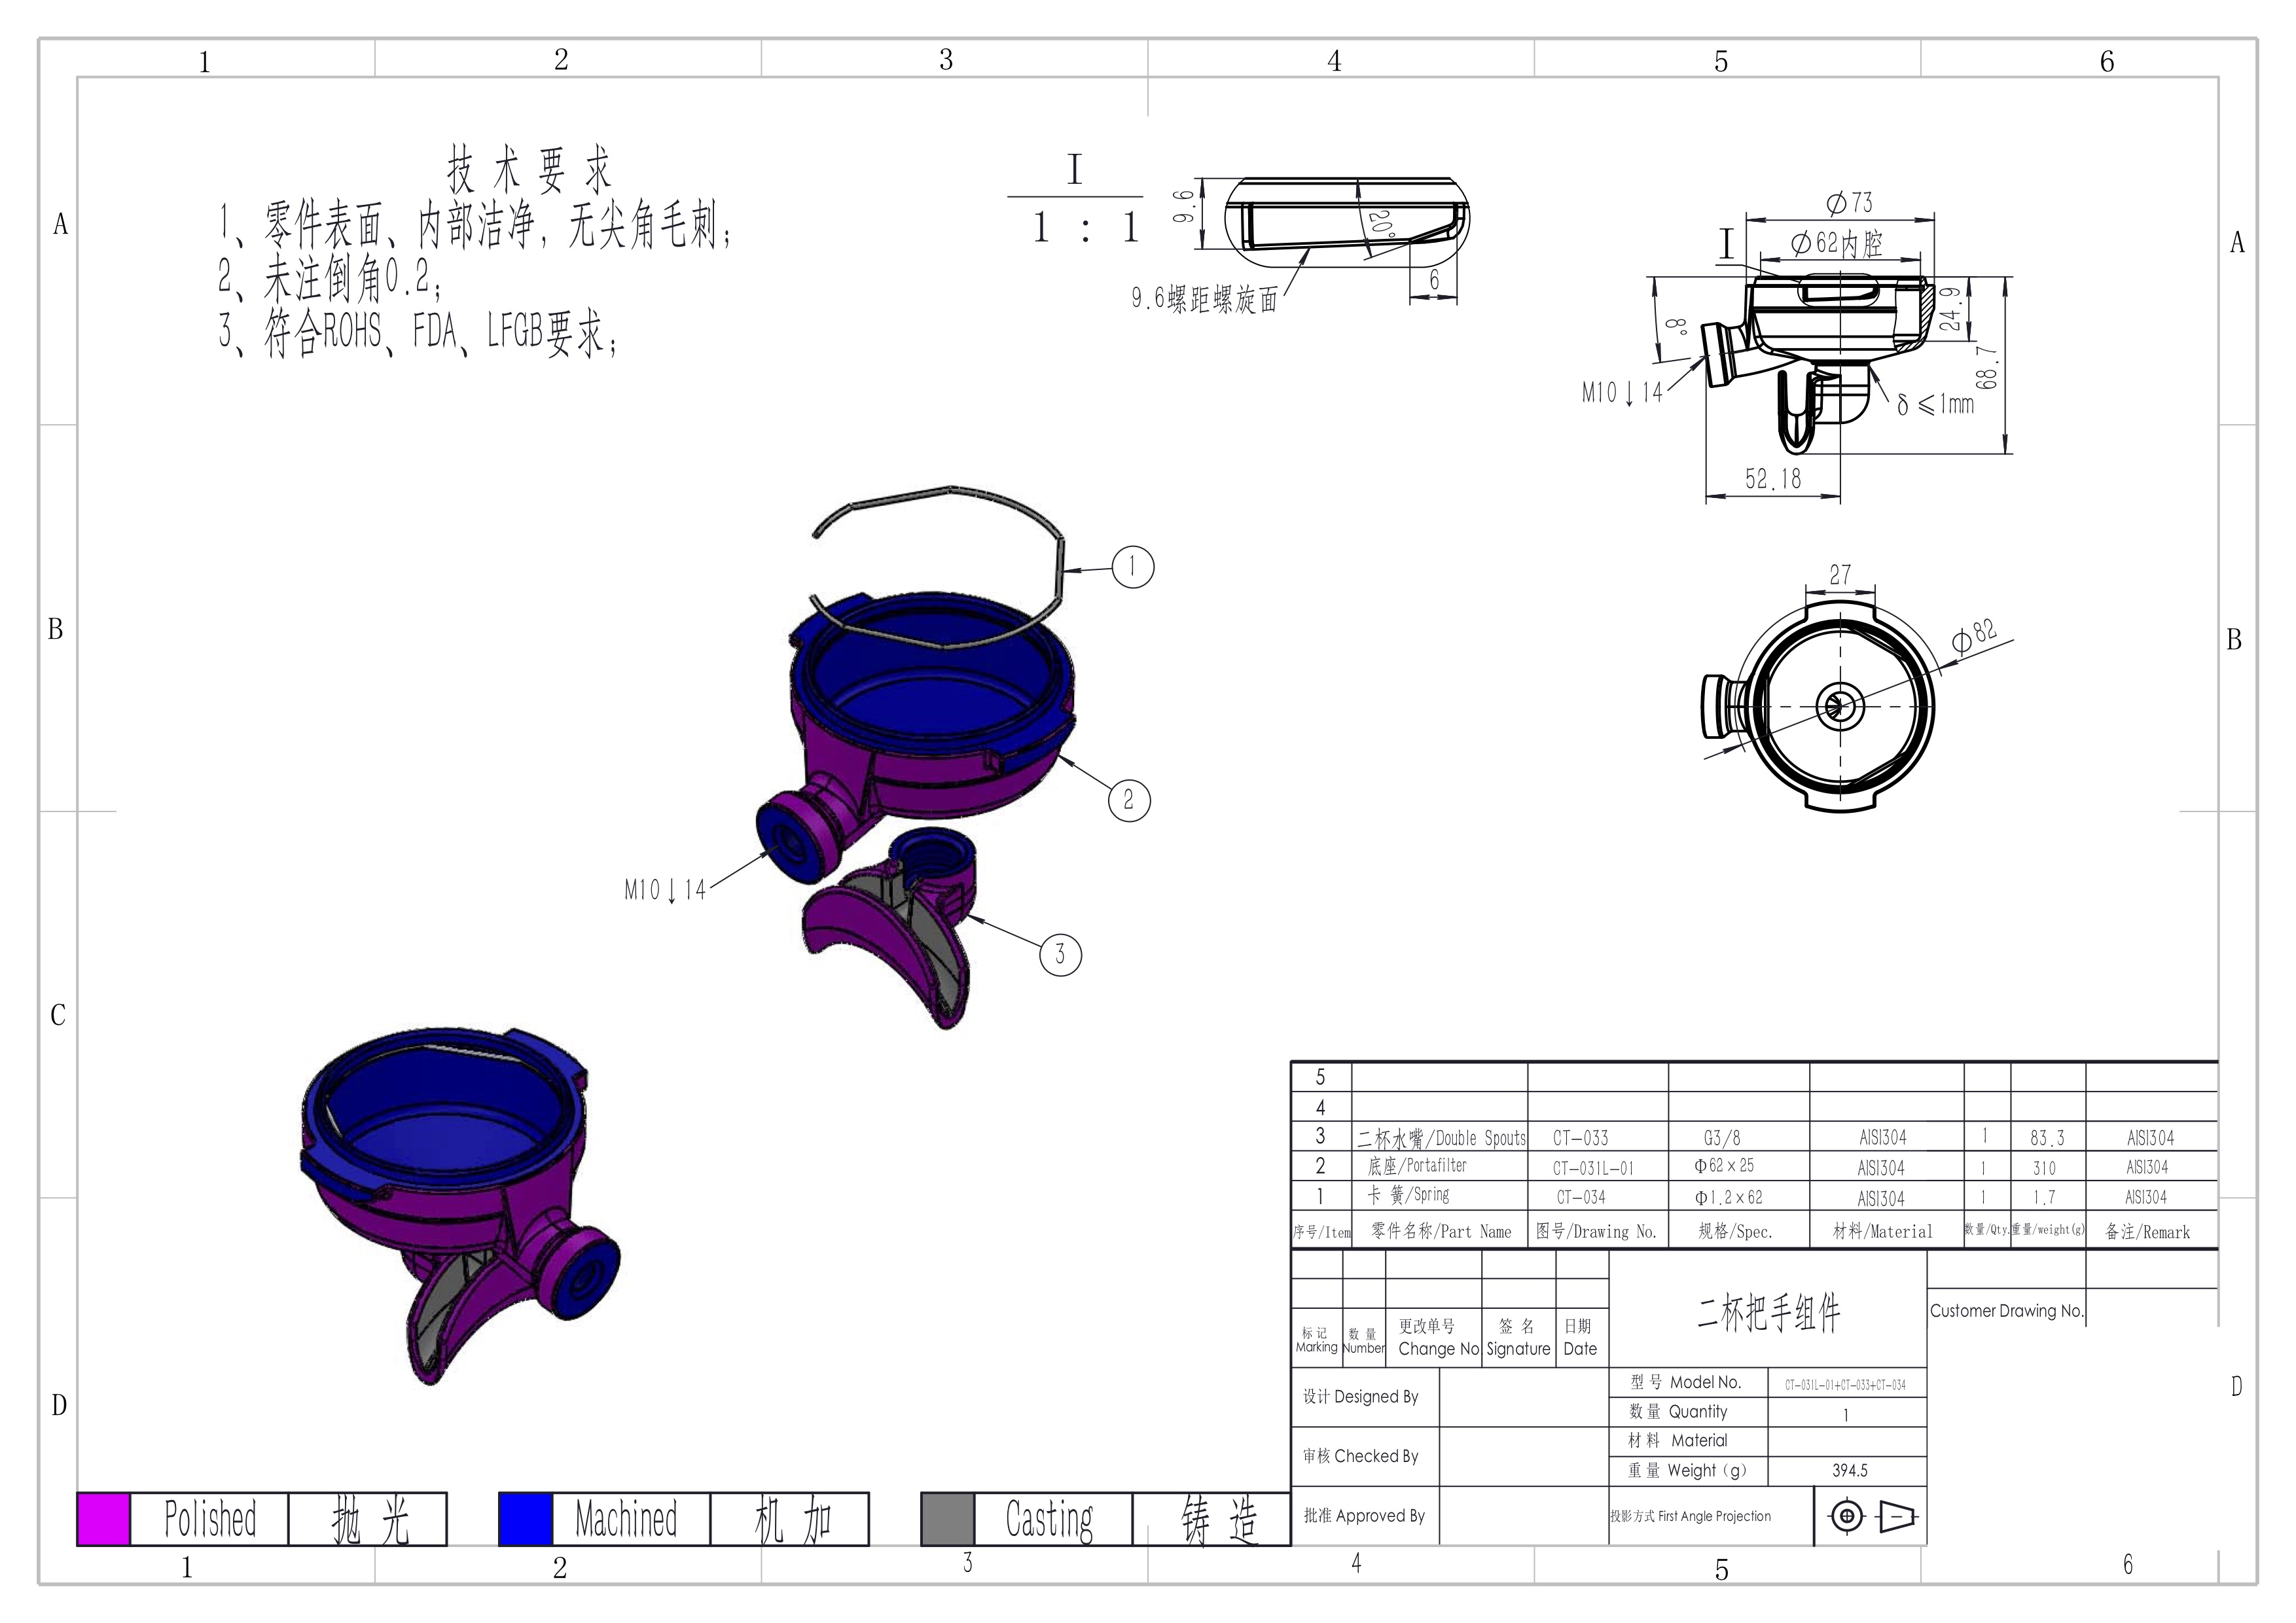 1 2 3 4 5 6
A A
B B
C
D D
技术要求
1、零件表面、内部洁净,无尖角毛刺;
2、未注倒角0.2;
3、符合ROHS、FDA、LFGB要求;
I
1 : 1
9.6
20°
6
9.6螺距螺旋面
Φ73
Φ62内腔
I
8°
24.9
68.7
M10↓14
δ≤1mm
52.18
27
Φ82
1
2
3
M10↓14
5
4
3 二杯水嘴/Double Spouts CT-033 G3/8 AISI304 1 83.3 AISI304
2 底座/Portafilter CT-031L-01 Φ62×25 AISI304 1 310 AISI304
1 卡簧/Spring CT-034 Φ1.2×62 AISI304 1 1.7 AISI304
序号/Item 零件名称/Part Name 图号/Drawing No. 规格/Spec. 材料/Material 数量/Qty. 重量/weight(g) 备注/Remark
二杯把手组件
Customer Drawing No.
标记 数量 更改单号 签名 日期
Marking Number Change No Signature Date
设计 Designed By
审核 Checked By
批准 Approved By
型号 Model No. CT-031L-01+CT-033+CT-034
数量 Quantity 1
材料 Material
重量 Weight（g） 394.5
投影方式 First Angle Projection
Polished 抛光
Machined 机加
Casting 铸造
1 2 3 4 5 6